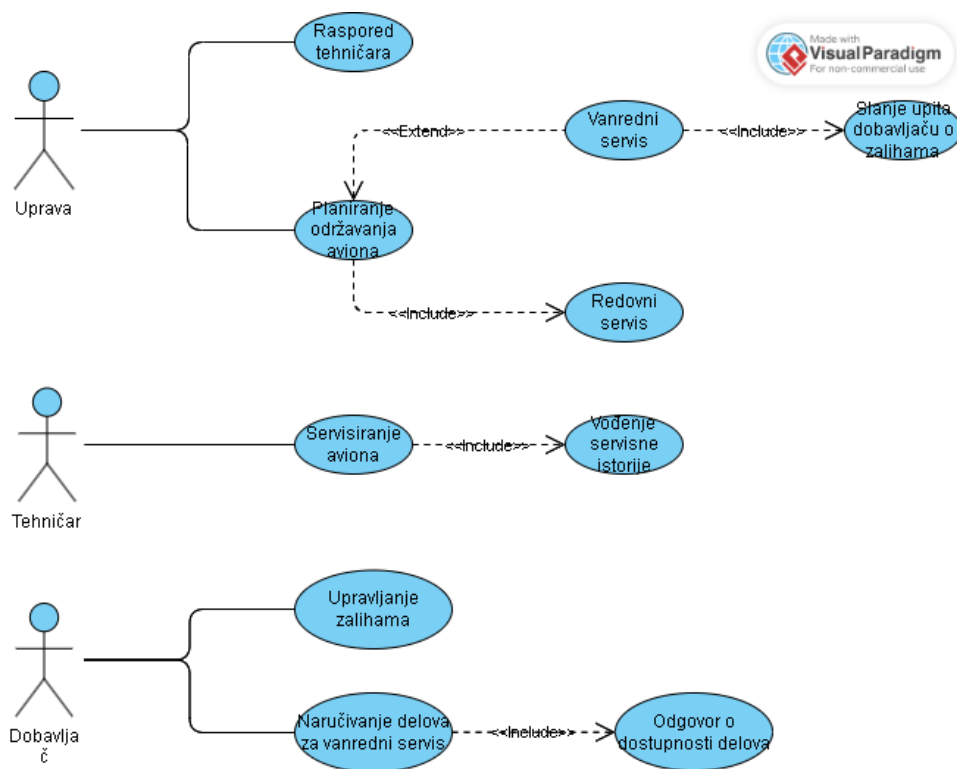 Raspored
tehničara
Made with
Visual Paradigm
For non-commercial use
Uprava
<<Extend>>
Vanredni
servis
<<Include>>
Slanje upita
dobavljaču o
zalihama
Planiranje
održavanja
aviona
<<Include>>
Redovni
servis
Tehničar
Servisiranje
aviona
<<Include>>
Vođenje
servisne
istorije
Dobavlja
č
Upravljanje
zalihama
Naručivanje delova
za vanredni servis
<<Include>>
Odgovor o
dostupnosti delova